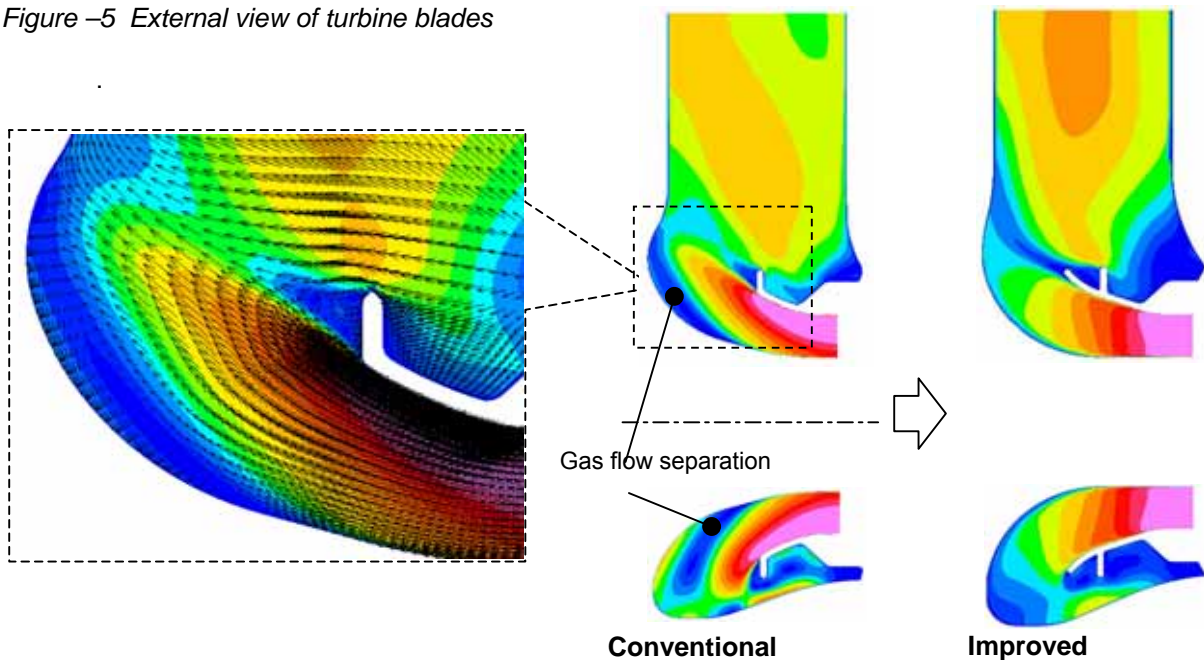 Figure –5 External view of turbine blades
.
Gas flow separation
Conventional
Improved